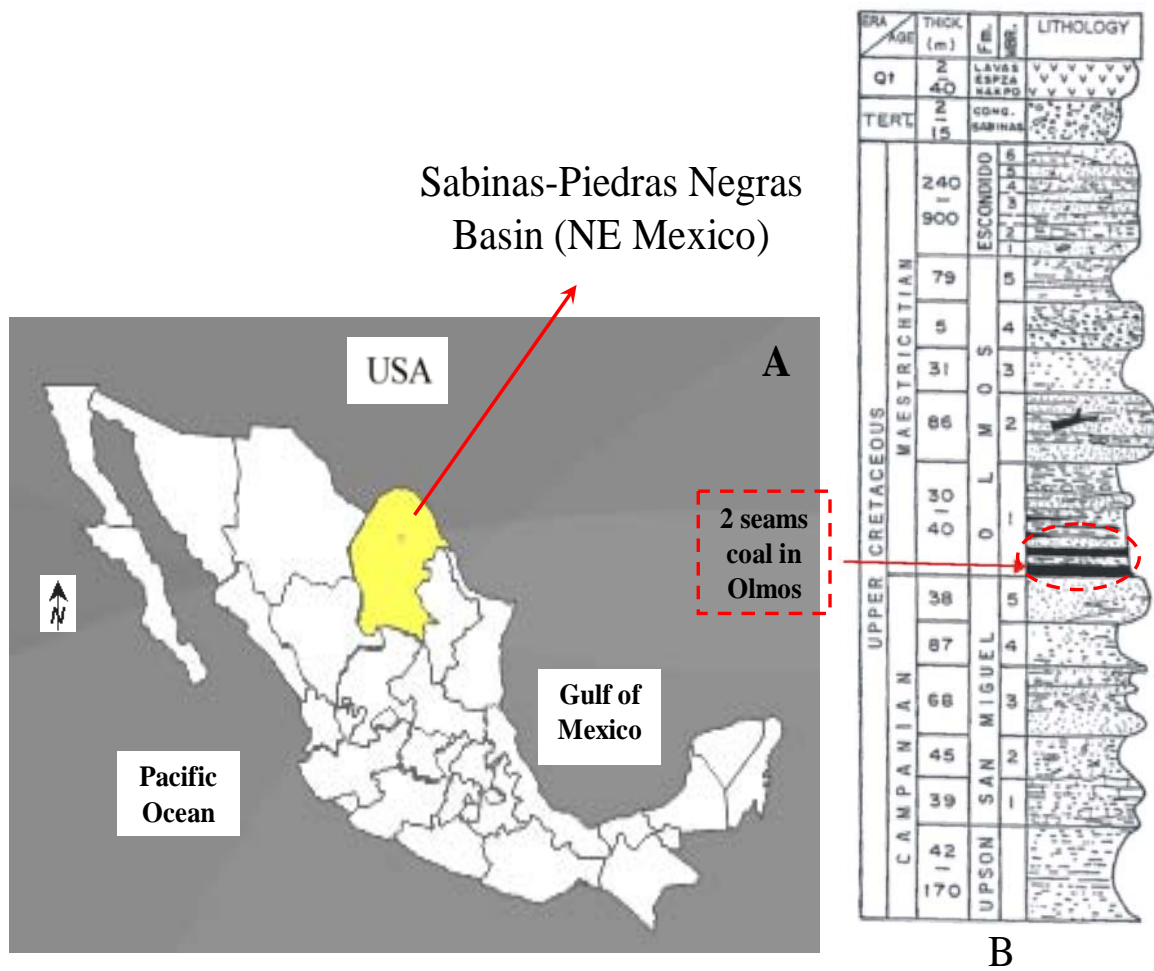 Sabinas-Piedras Negras
Basin (NE Mexico)
USA
A
N
Gulf of
Mexico
Pacific
Ocean
2 seams
coal in
Olmos
ERA
AGE
THICK.
(m)
Fm.
MBR.
LITHOLOGY
Qt
2
40
LAVAS
ESPZA
TERT.
2
15
CONG.
SABINAS
UPPER CRETACEOUS
MAESTRICHTIAN
CAMPANIAN
240
900
ESCONDIDO
6
5
4
3
2
1
OLMOS
79
5
5
4
31
3
86
2
30
40
1
SAN MIGUEL
38
5
87
4
68
3
45
2
39
1
42
170
UPSON
B